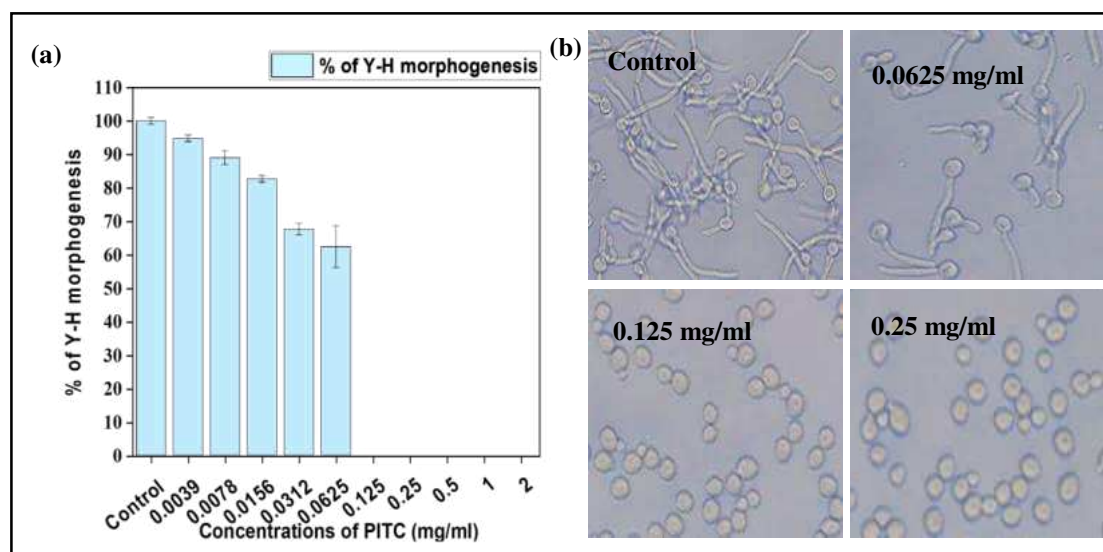 (a)
% of Y-H morphogenesis
% of Y-H morphogenesis
110
100
90
80
70
60
50
40
30
20
10
0
Control
0.0039
0.0078
0.0156
0.0312
0.0625
0.125
0.25
0.5
1
2
Concentrations of PITC (mg/ml)
(b)
Control
0.0625 mg/ml
0.125 mg/ml
0.25 mg/ml